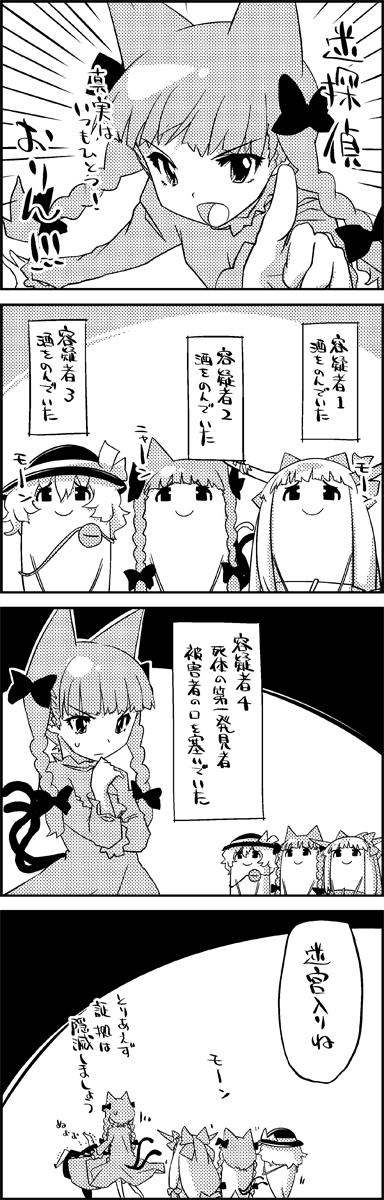 迷探偵
おりん!!!
真実は
いつもひとつ!
容疑者1
酒をのんでいた
容疑者2
酒をのんでいた
容疑者3
酒をのんでいた
モーン
ニャーン
モーン
容疑者4
死体の第一発見者
被害者の口を塞いでいた
迷宮入りね
モーン
とりあえず
証拠は
隠滅しましょう